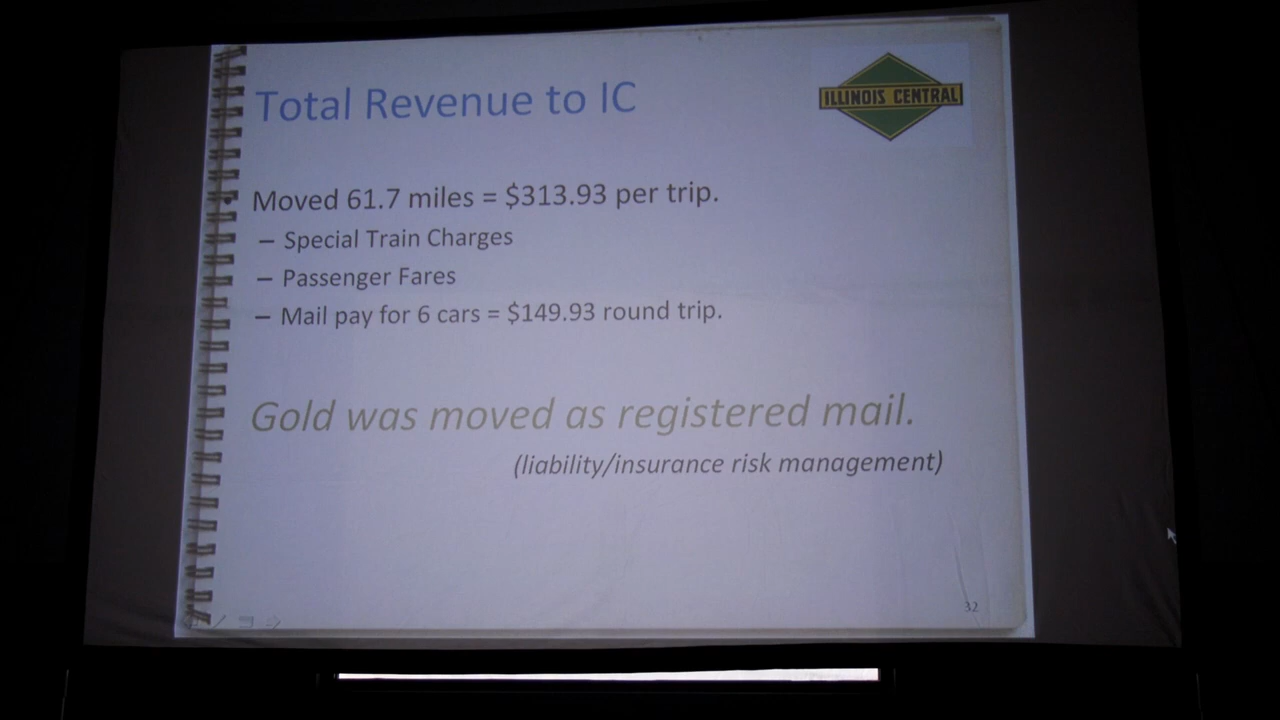 Total Revenue to IC
ILLINOIS CENTRAL
• Moved 61.7 miles = $313.93 per trip.
– Special Train Charges
– Passenger Fares
– Mail pay for 6 cars = $149.93 round trip.
Gold was moved as registered mail.
(liability/insurance risk management)
32